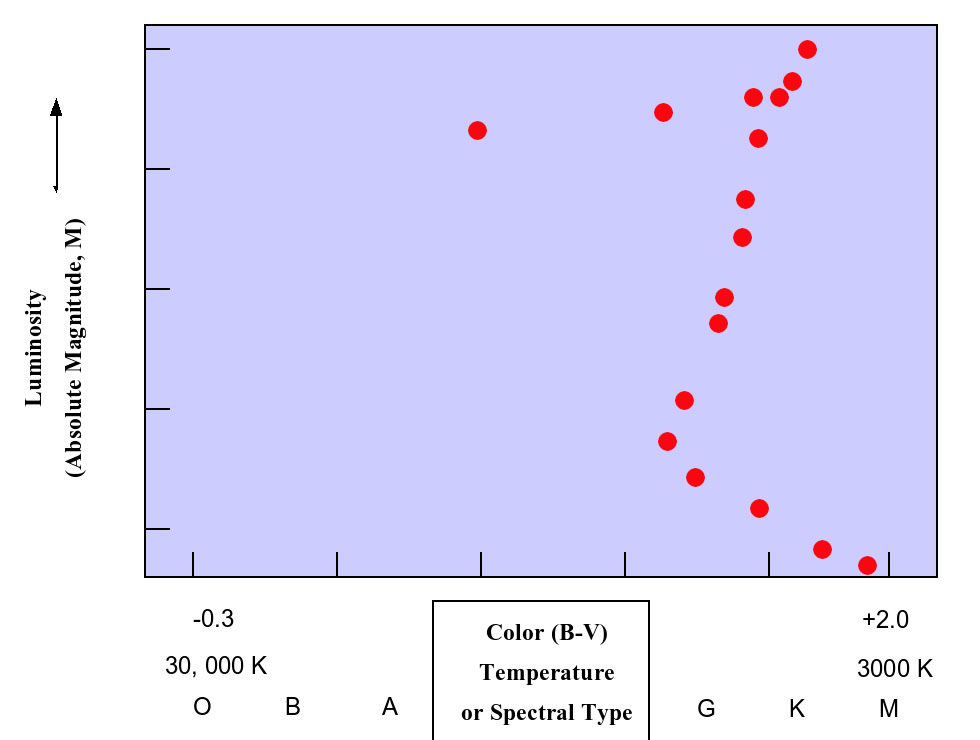 Luminosity
(Absolute Magnitude, M)
-0.3
+2.0
Color (B-V)
30, 000 K
3000 K
Temperature
O B A G K M
or Spectral Type